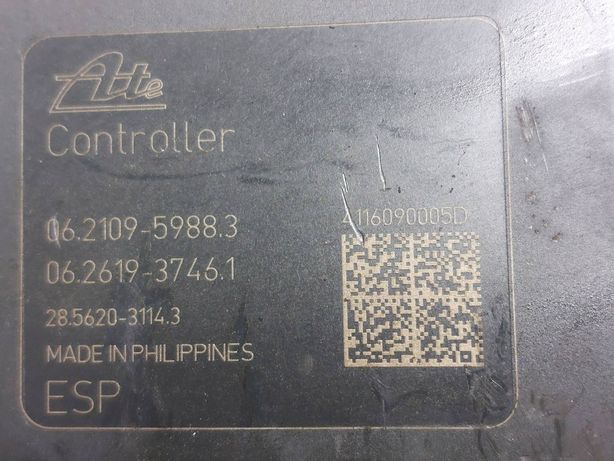 Ate
Controller
06.2109-5988.3
4116090005D
06.2619-3746.1
28.5620-3114.3
MADE IN PHILIPPINES
ESP